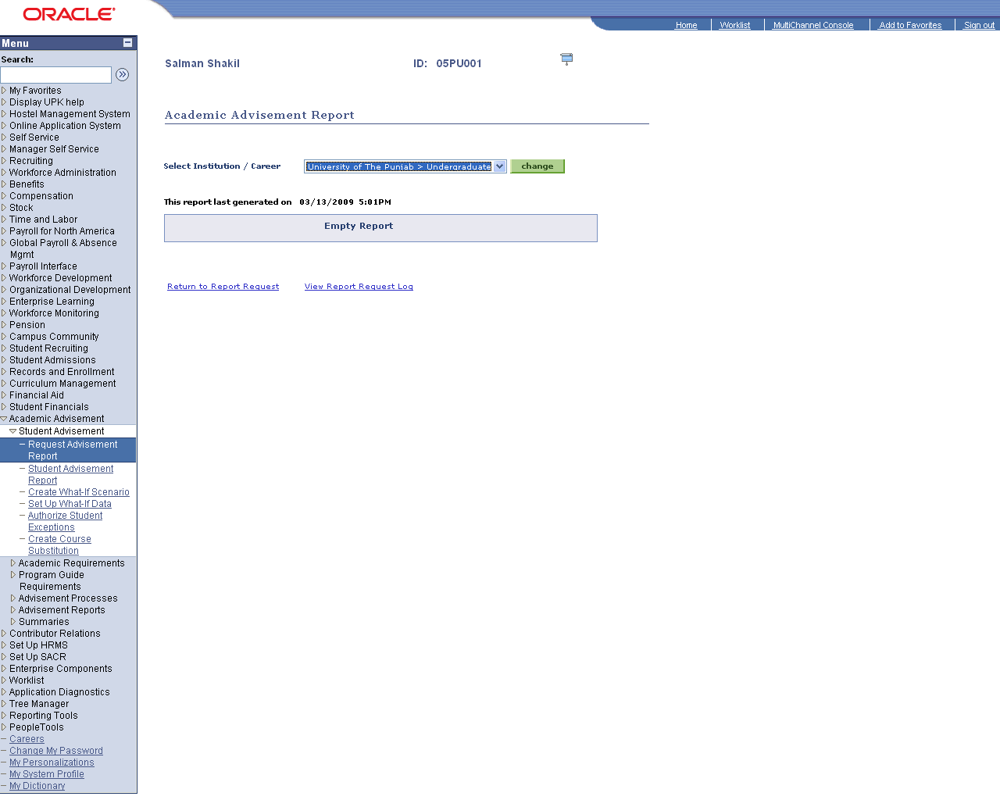 ORACLE
Home
Worklist
MultiChannel Console
Add to Favorites
Sign out
Menu
Search:
My Favorites
Display UPK help
Hostel Management System
Online Application System
Self Service
Manager Self Service
Recruiting
Workforce Administration
Benefits
Compensation
Stock
Time and Labor
Payroll for North America
Global Payroll & Absence
Mgmt
Payroll Interface
Workforce Development
Organizational Development
Enterprise Learning
Workforce Monitoring
Pension
Campus Community
Student Recruiting
Student Admissions
Records and Enrollment
Curriculum Management
Financial Aid
Student Financials
Academic Advisement
Student Advisement
Request Advisement
Report
Student Advisement
Report
Create What-If Scenario
Set Up What-If Data
Authorize Student
Exceptions
Create Course
Substitution
Academic Requirements
Program Guide
Requirements
Advisement Processes
Advisement Reports
Summaries
Contributor Relations
Set Up HRMS
Set Up SACR
Enterprise Components
Worklist
Application Diagnostics
Tree Manager
Reporting Tools
PeopleTools
Careers
Change My Password
My Personalizations
My System Profile
My Dictionary
Salman Shakil
ID: 05PU001
Academic Advisement Report
Select Institution / Career
University of The Punjab > Undergraduate
change
This report last generated on 03/13/2009 5:01PM
Empty Report
Return to Report Request
View Report Request Log